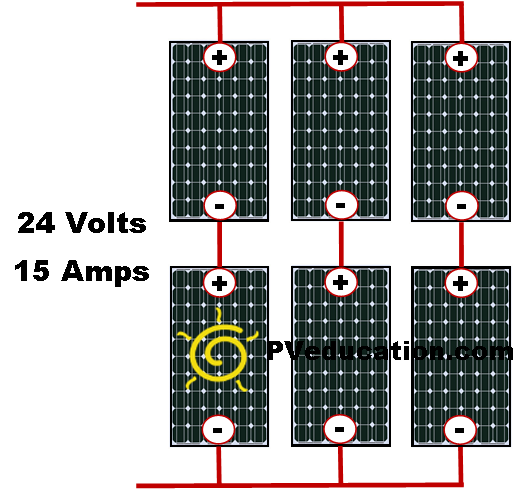 + + +
- - -
24 Volts
15 Amps
+ + +
PVeducation.com
- - -